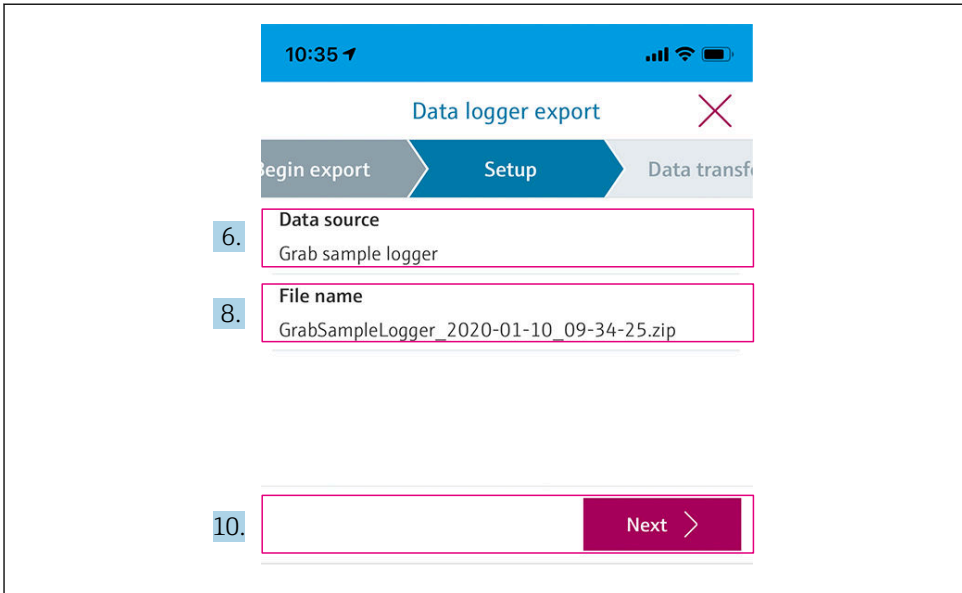 10:35
Data logger export
Begin export
Setup
Data transf
6.
Data source
Grab sample logger
8.
File name
GrabSampleLogger_2020-01-10_09-34-25.zip
10.
Next